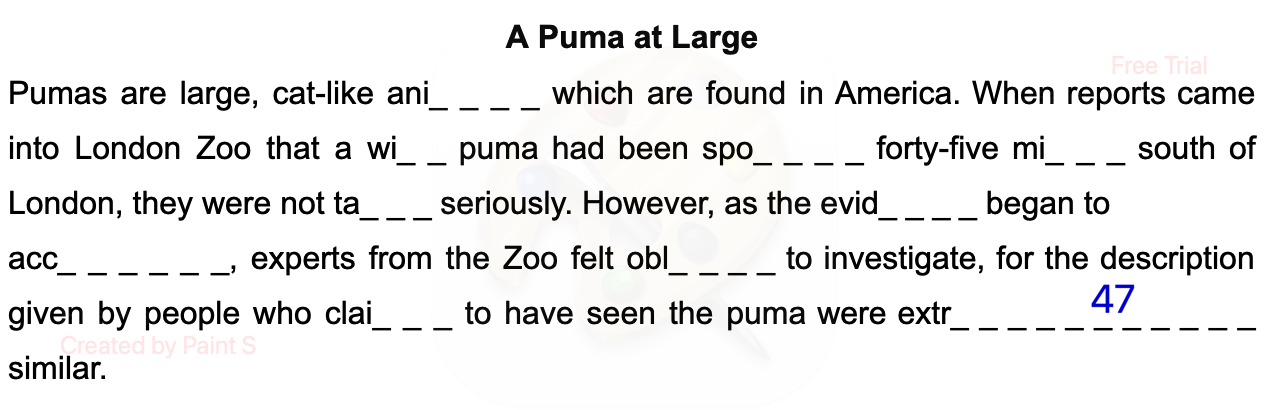 A Puma at Large
Free Trial
Pumas are large, cat-like ani_ _ _ _ which are found in America. When reports came
into London Zoo that a wi_ _ puma had been spo_ _ _ _ forty-five mi_ _ _ south of
London, they were not ta_ _ _ seriously. However, as the evid_ _ _ _ began to
acc_ _ _ _ _ _, experts from the Zoo felt obl_ _ _ _ to investigate, for the description
47
given by people who clai_ _ _ to have seen the puma were extr_ _ _ _ _ _ _ _ _ _ _
Created by Paint S
similar.